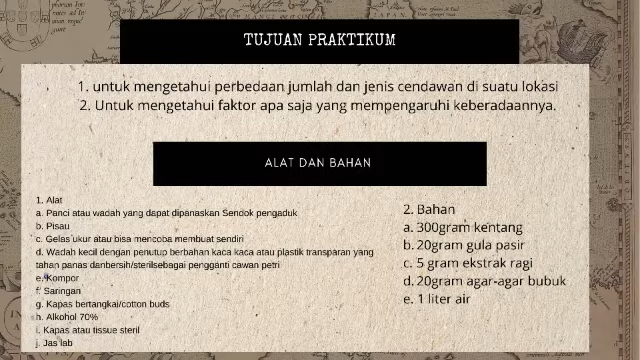 TUJUAN PRAKTIKUM
1. untuk mengetahui perbedaan jumlah dan jenis cendawan di suatu lokasi
2. Untuk mengetahui faktor apa saja yang mempengaruhi keberadaannya.
ALAT DAN BAHAN
1. Alat
a. Panci atau wadah yang dapat dipanaskan Sendok pengaduk
b. Pisau
c. Gelas ukur atau bisa mencoba membuat sendiri
d. Wadah kecil dengan penutup berbahan kaca kaca atau plastik transparan yang
tahan panas danbersih/sterilsebagai pengganti cawan petri
e. Kompor
f. Saringan
g. Kapas bertangkai/cotton buds
h. Alkohol 70%
i. Kapas atau tissue steril
j. Jas lab
2. Bahan
a. 300gram kentang
b. 20gram gula pasir
c. 5 gram ekstrak ragi
d. 20gram agar-agar bubuk
e. 1 liter air